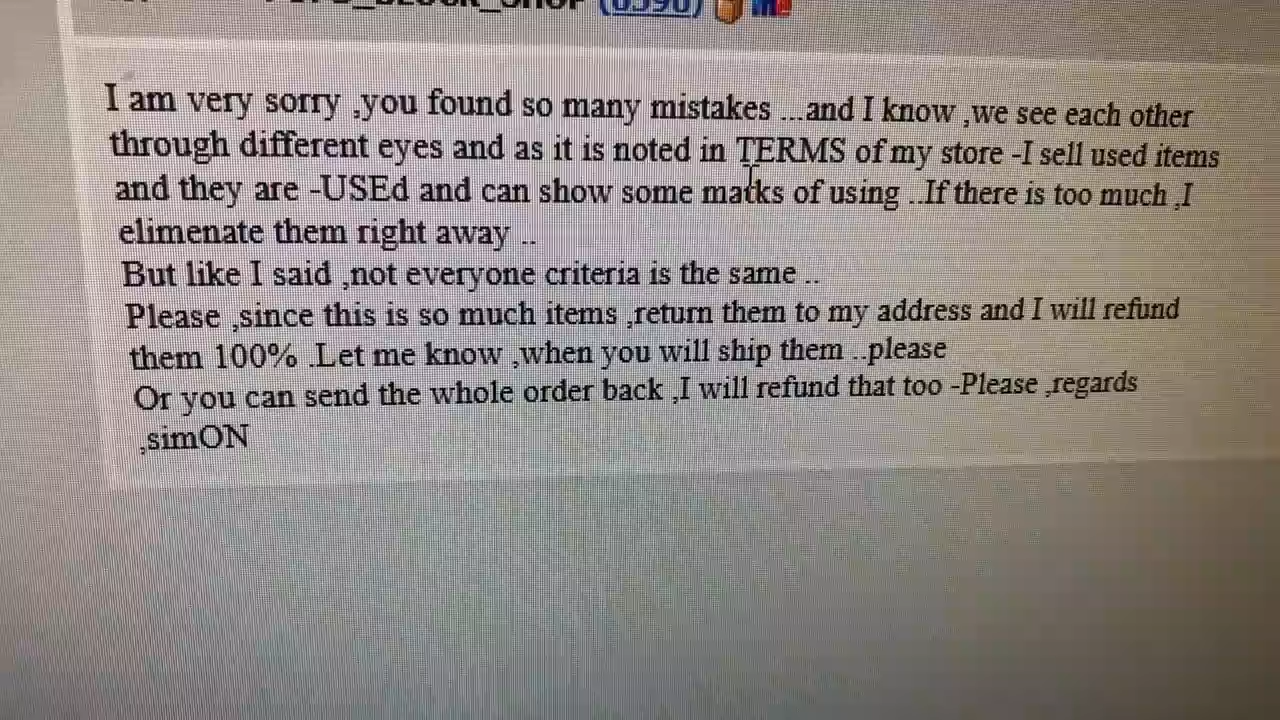 (6396)
I am very sorry ,you found so many mistakes ...and I know ,we see each other
through different eyes and as it is noted in TERMS of my store -I sell used items
and they are -USEd and can show some marks of using ..If there is too much ,I
elimenate them right away ..
But like I said ,not everyone criteria is the same ..
Please ,since this is so much items ,return them to my address and I will refund
them 100% .Let me know ,when you will ship them ..please
Or you can send the whole order back ,I will refund that too -Please ,regards
,simON